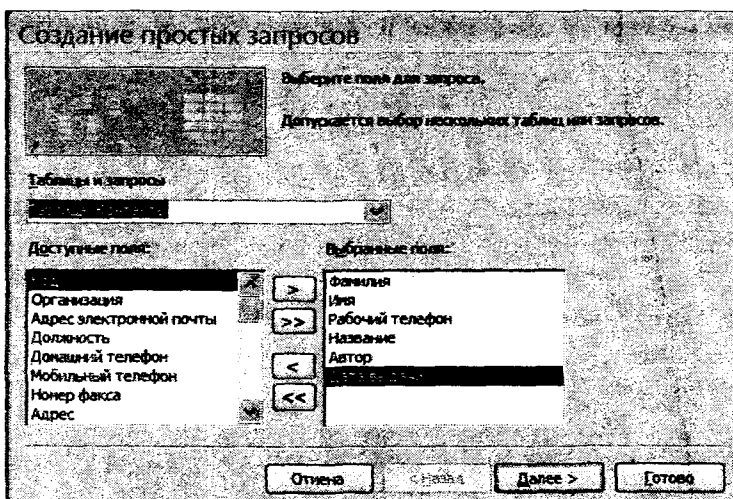 Создание простых запросов
Выберите поля для запроса.
Допускается выбор нескольких таблиц или запросов.
Таблицы и запросы
Доступные поля:
Выбранные поля:
Организация
Адрес электронной почты
Должность
Домашний телефон
Мобильный телефон
Номер факса
Адрес
>
>>
<
<<
Фамилия
Имя
Рабочий телефон
Название
Автор
Отмена
< Назад
Далее >
Готово